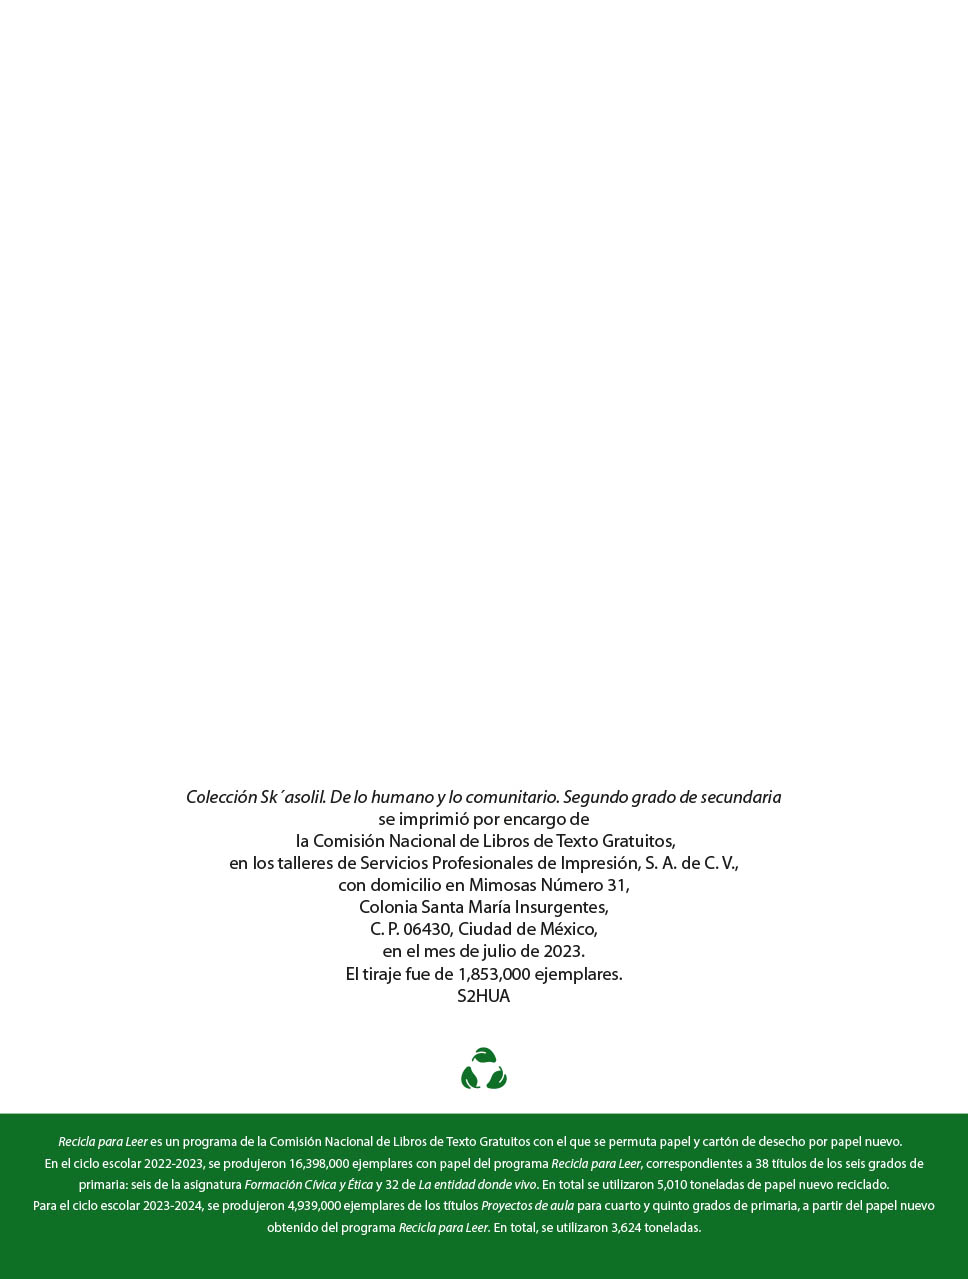 Colección Sk´asolil. De lo humano y lo comunitario. Segundo grado de secundaria
se imprimió por encargo de
la Comisión Nacional de Libros de Texto Gratuitos,
en los talleres de Servicios Profesionales de Impresión, S. A. de C. V.,
con domicilio en Mimosas Número 31,
Colonia Santa María Insurgentes,
C. P. 06430, Ciudad de México,
en el mes de julio de 2023.
El tiraje fue de 1,853,000 ejemplares.
S2HUA
Recicla para Leer es un programa de la Comisión Nacional de Libros de Texto Gratuitos con el que se permuta papel y cartón de desecho por papel nuevo.
En el ciclo escolar 2022-2023, se produjeron 16,398,000 ejemplares con papel del programa Recicla para Leer, correspondientes a 38 títulos de los seis grados de
primaria: seis de la asignatura Formación Cívica y Ética y 32 de La entidad donde vivo. En total se utilizaron 5,010 toneladas de papel nuevo reciclado.
Para el ciclo escolar 2023-2024, se produjeron 4,939,000 ejemplares de los títulos Proyectos de aula para cuarto y quinto grados de primaria, a partir del papel nuevo
obtenido del programa Recicla para Leer. En total, se utilizaron 3,624 toneladas.